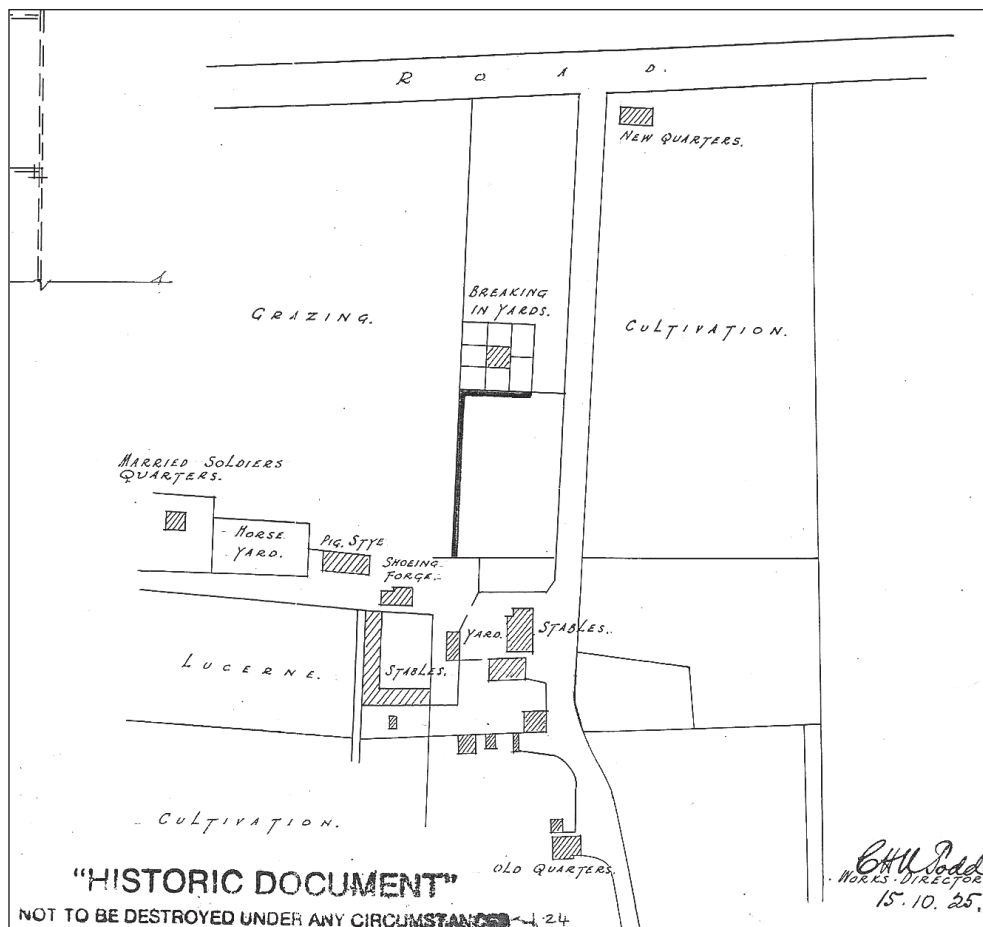 ROAD.
NEW QUARTERS.
BREAKING
IN YARDS.
GRAZING.
CULTIVATION.
MARRIED SOLDIERS
QUARTERS.
HORSE
YARD.
PIG. STYE
SHOEING
FORGE.
YARD.
STABLES.
LUCERNE.
STABLES.
CULTIVATION.
OLD QUARTERS.
WORKS. DIRECTOR
15.10.25.
"HISTORIC DOCUMENT"
NOT TO BE DESTROYED UNDER ANY CIRCUMSTANCES
24